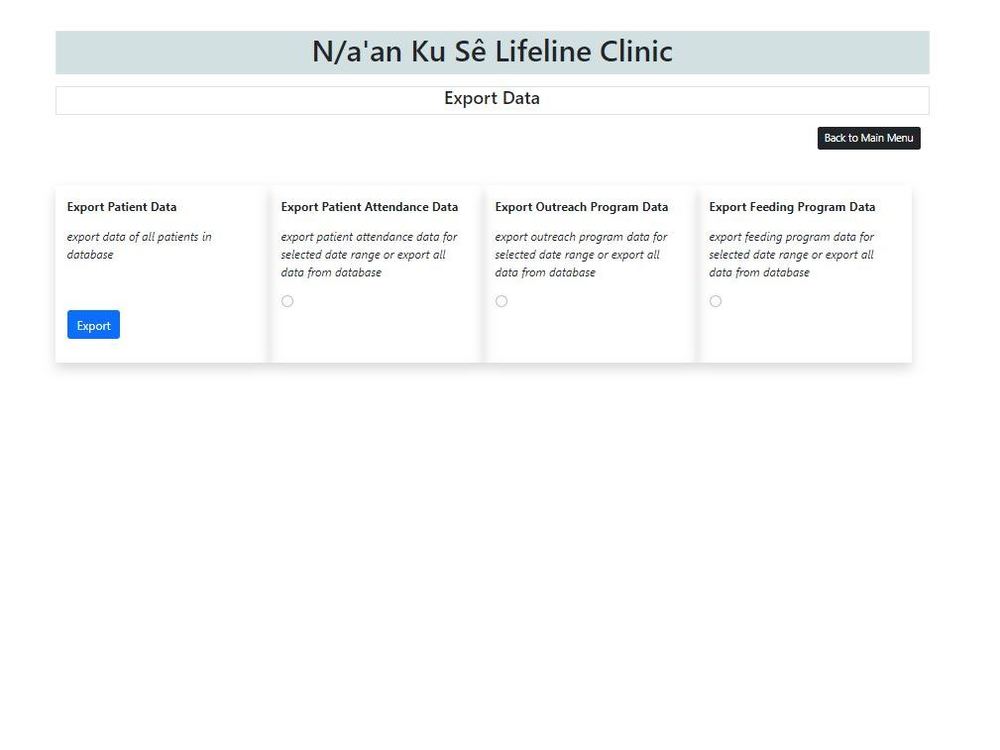 N/a'an Ku Sê Lifeline Clinic
Export Data
Back to Main Menu
Export Patient Data
export data of all patients in
database
Export
Export Patient Attendance Data
export patient attendance data for
selected date range or export all
data from database
Export Outreach Program Data
export outreach program data for
selected date range or export all
data from database
Export Feeding Program Data
export feeding program data for
selected date range or export all
data from database